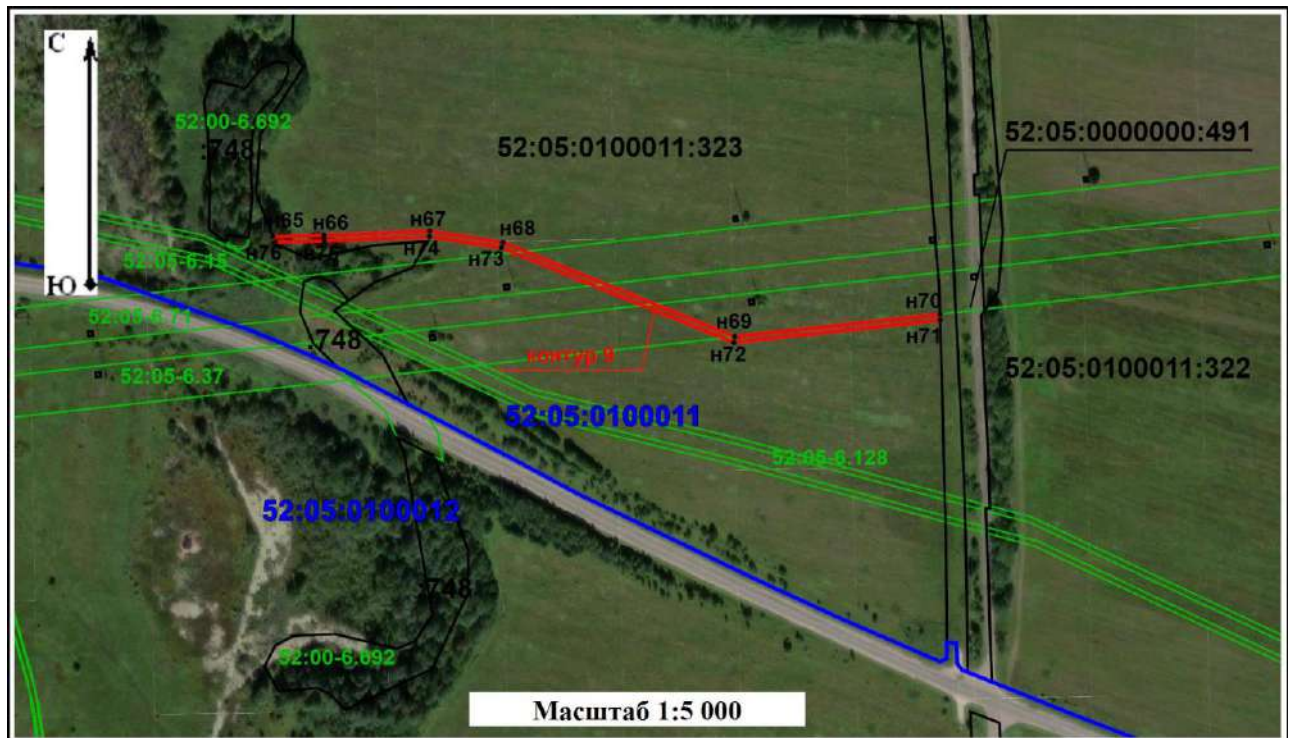 С
52:00-6.692
:748
52:05:0100011:323
52:05:0000000:491
н65
н66
н67
н68
н76
н75
н74
н73
52:05-6.15
Ю
52:05-6.71
н70
н69
н71
:748
контур 9
н72
52:05-6.37
52:05:0100011:322
52:05:0100011
52:05-6.128
52:05:0100012
:748
52:00-6.692
Масштаб 1:5 000